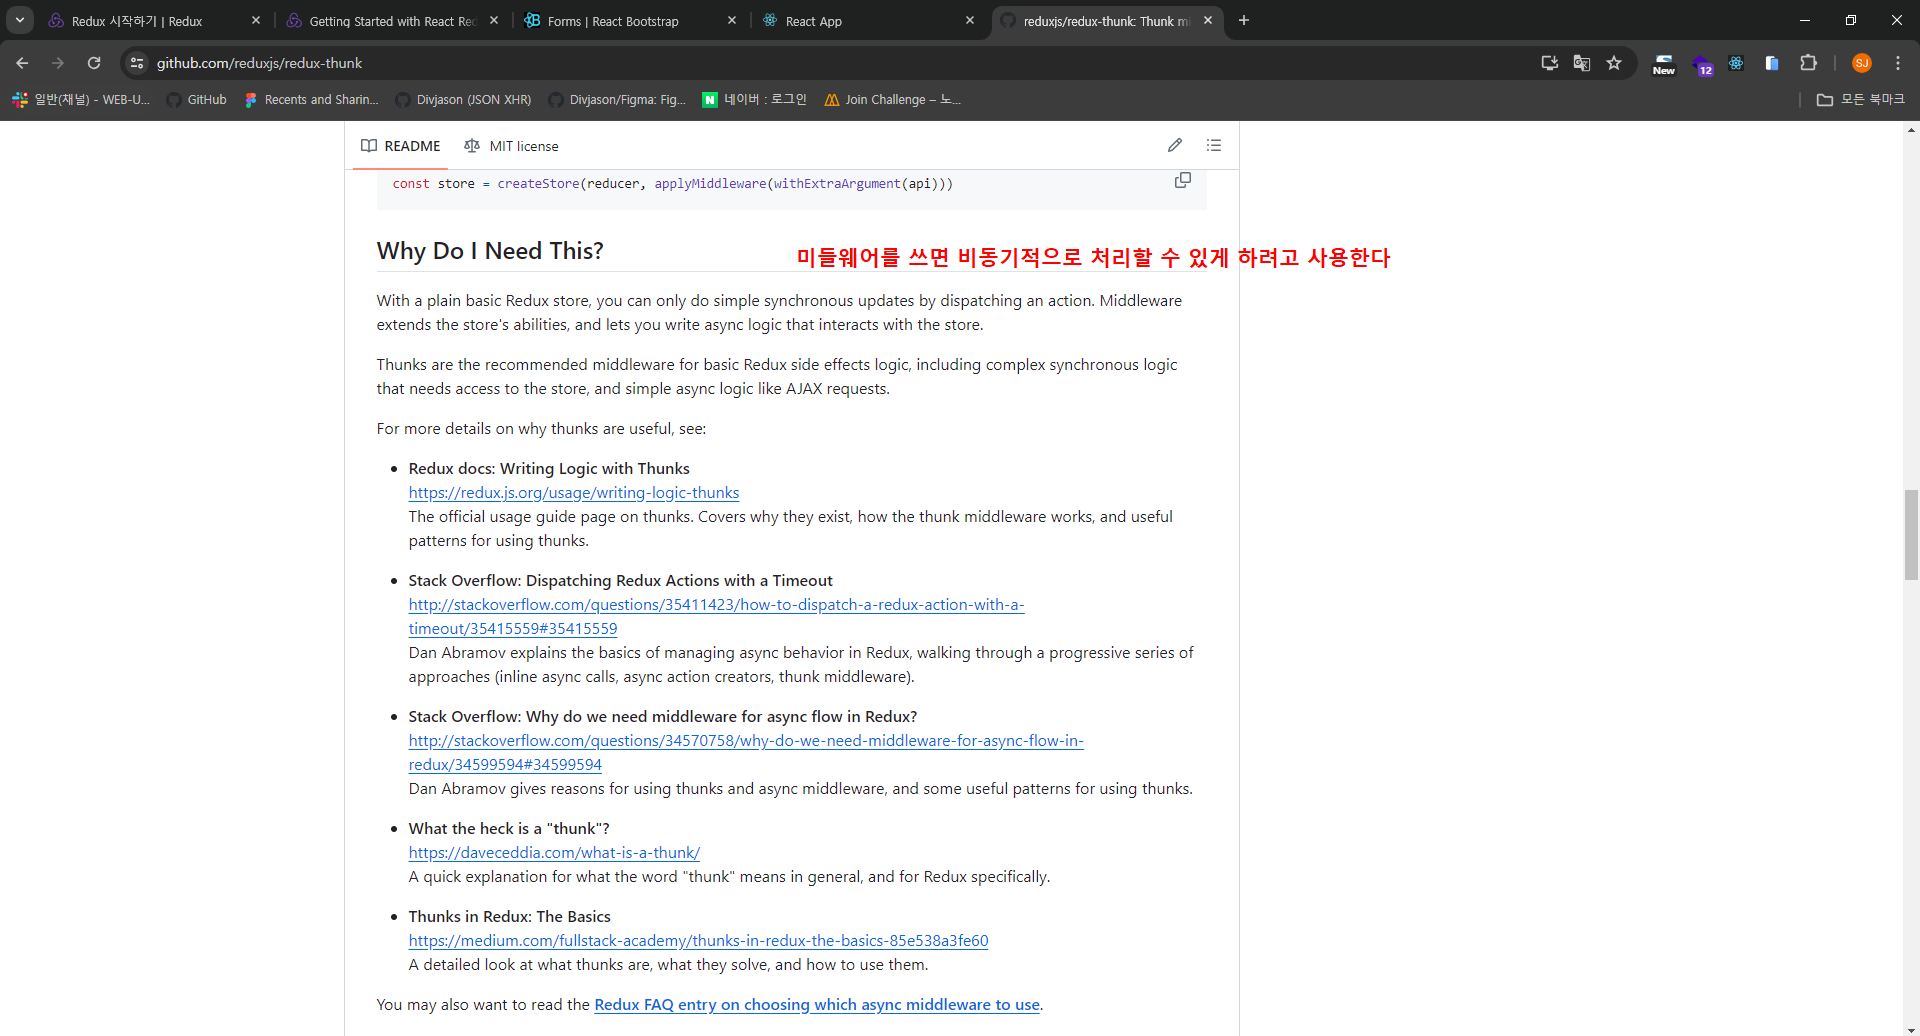 Redux 시작하기 | Redux
Getting Started with React Rec
Forms | React Bootstrap
React App
reduxjs/redux-thunk: Thunk mi
github.com/reduxjs/redux-thunk
New
12
SJ
일반(채널) - WEB-U...
GitHub
Recents and Sharin...
Divjason (JSON XHR)
Divjason/Figma: Fig...
N 네이버 : 로그인
Join Challenge – 노...
모든 북마크
README
MIT license
const store = createStore(reducer, applyMiddleware(withExtraArgument(api)))
Why Do I Need This?
미들웨어를 쓰면 비동기적으로 처리할 수 있게 하려고 사용한다
With a plain basic Redux store, you can only do simple synchronous updates by dispatching an action. Middleware
extends the store's abilities, and lets you write async logic that interacts with the store.
Thunks are the recommended middleware for basic Redux side effects logic, including complex synchronous logic
that needs access to the store, and simple async logic like AJAX requests.
For more details on why thunks are useful, see:
Redux docs: Writing Logic with Thunks
https://redux.js.org/usage/writing-logic-thunks
The official usage guide page on thunks. Covers why they exist, how the thunk middleware works, and useful
patterns for using thunks.
Stack Overflow: Dispatching Redux Actions with a Timeout
http://stackoverflow.com/questions/35411423/how-to-dispatch-a-redux-action-with-a-
timeout/35415559#35415559
Dan Abramov explains the basics of managing async behavior in Redux, walking through a progressive series of
approaches (inline async calls, async action creators, thunk middleware).
Stack Overflow: Why do we need middleware for async flow in Redux?
http://stackoverflow.com/questions/34570758/why-do-we-need-middleware-for-async-flow-in-
redux/34599594#34599594
Dan Abramov gives reasons for using thunks and async middleware, and some useful patterns for using thunks.
What the heck is a "thunk"?
https://daveceddia.com/what-is-a-thunk/
A quick explanation for what the word "thunk" means in general, and for Redux specifically.
Thunks in Redux: The Basics
https://medium.com/fullstack-academy/thunks-in-redux-the-basics-85e538a3fe60
A detailed look at what thunks are, what they solve, and how to use them.
You may also want to read the Redux FAQ entry on choosing which async middleware to use.